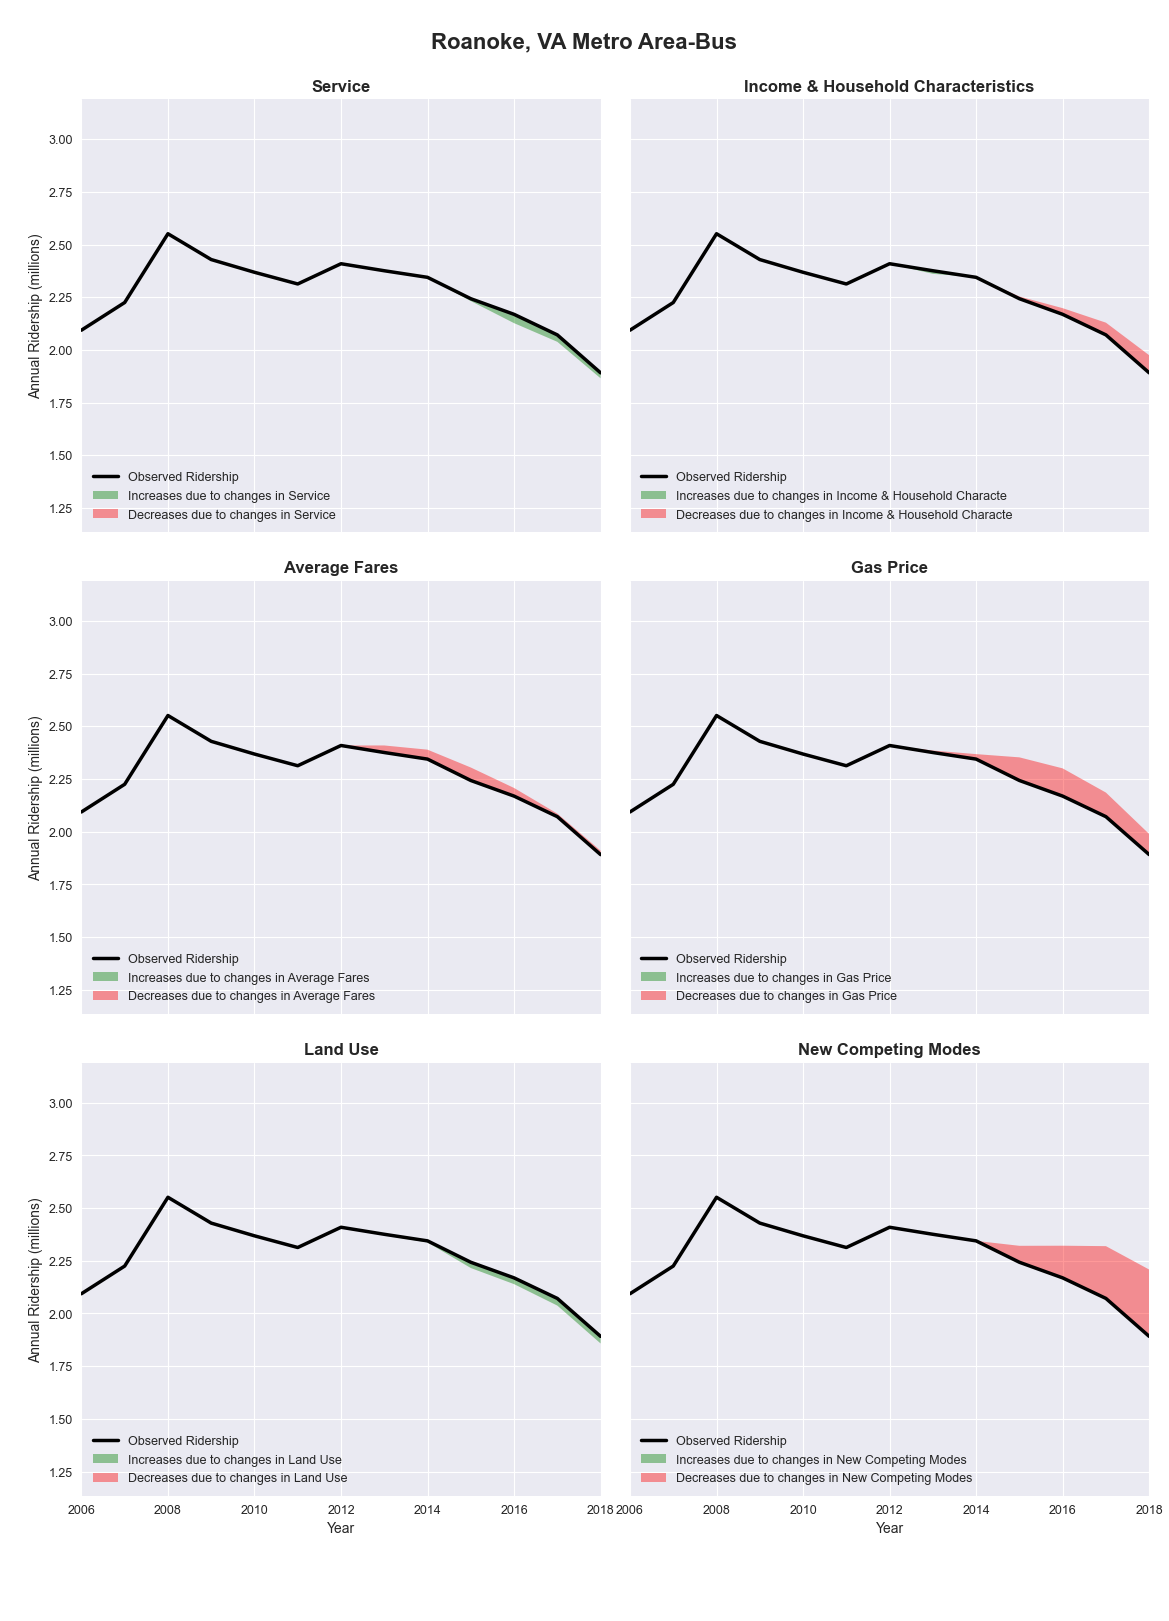 Roanoke, VA Metro Area-Bus
Service
3.00
2.75
2.50
2.25
2.00
1.75
1.50
1.25
Annual Ridership (millions)
Observed Ridership
Increases due to changes in Service
Decreases due to changes in Service
Income & Household Characteristics
Observed Ridership
Increases due to changes in Income & Household Characte
Decreases due to changes in Income & Household Characte
Average Fares
3.00
2.75
2.50
2.25
2.00
1.75
1.50
1.25
Annual Ridership (millions)
Observed Ridership
Increases due to changes in Average Fares
Decreases due to changes in Average Fares
Gas Price
Observed Ridership
Increases due to changes in Gas Price
Decreases due to changes in Gas Price
Land Use
3.00
2.75
2.50
2.25
2.00
1.75
1.50
1.25
Annual Ridership (millions)
Observed Ridership
Increases due to changes in Land Use
Decreases due to changes in Land Use
2006 2008 2010 2012 2014 2016 2018
Year
New Competing Modes
Observed Ridership
Increases due to changes in New Competing Modes
Decreases due to changes in New Competing Modes
2006 2008 2010 2012 2014 2016 2018
Year